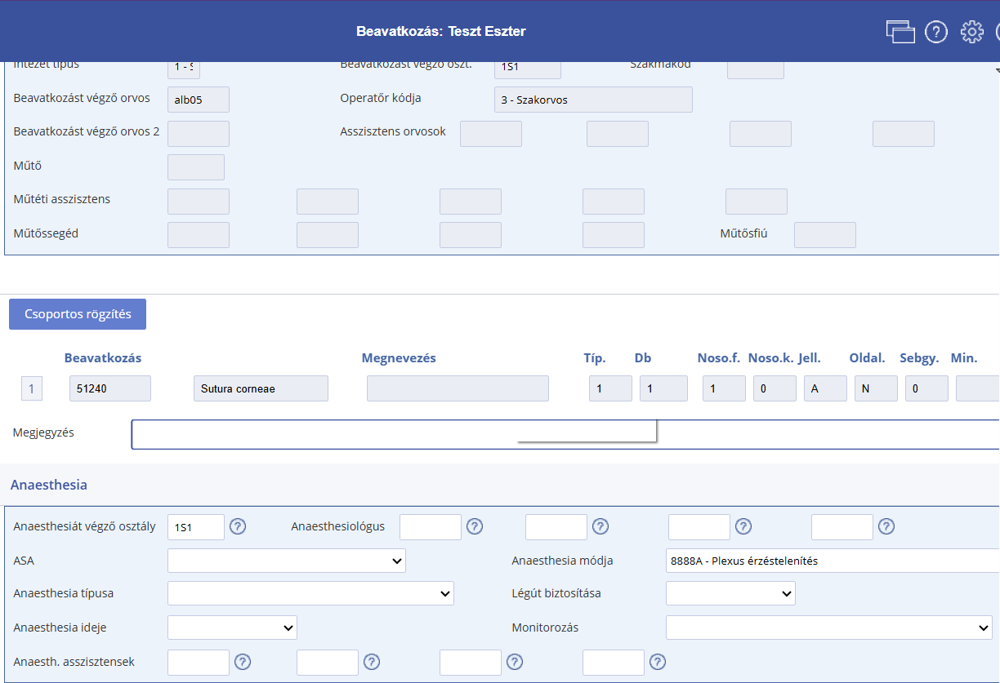 Beavatkozás: Teszt Eszter
Intézet típus 1 - Beavatkozást végző oszt. 1S1 Szakmakód
Beavatkozást végző orvos alb05 Operatőr kódja 3 - Szakorvos
Beavatkozást végző orvos 2 Asszisztens orvosok
Műtő
Műtéti asszisztens
Műtőssegéd Műtősfiú
Csoportos rögzítés
Beavatkozás Megnevezés Típ. Db Noso.f. Noso.k. Jell. Oldal. Sebgy. Min.
1 51240 Sutura corneae 1 1 1 0 A N 0
Megjegyzés
Anaesthesia
Anaesthesiát végző osztály 1S1 ? Anaesthesiológus ? ? ? ?
ASA Anaesthesia módja 8888A - Plexus érzéstelenítés
Anaesthesia típusa Légút biztosítása
Anaesthesia ideje Monitorozás
Anaesth. asszisztensek ? ? ? ?